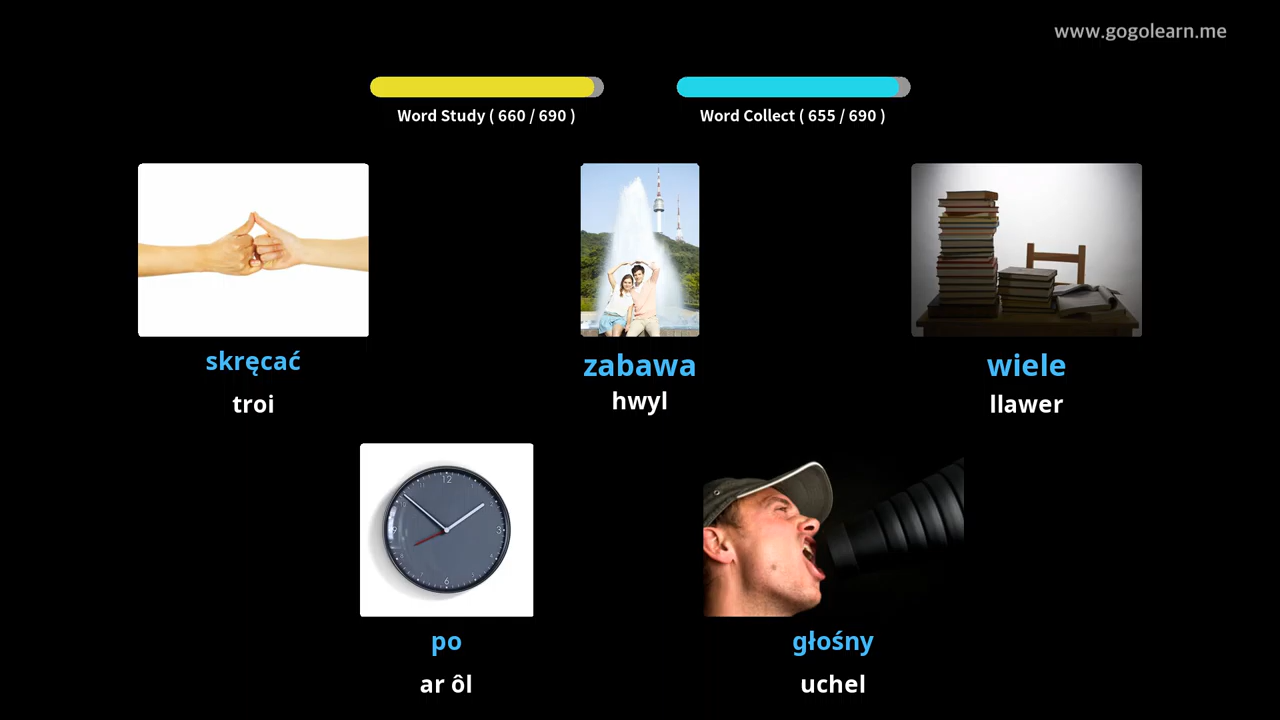 www.gogolearn.me
Word Study ( 660 / 690 )
Word Collect ( 655 / 690 )
skręcać
troi
zabawa
hwyl
wiele
llawer
po
ar ôl
głośny
uchel